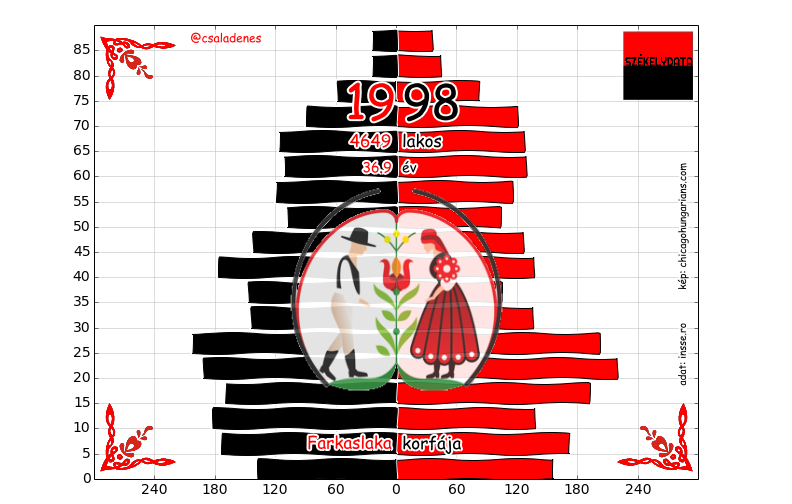 @csaladenes
SZÉKELYDATA
1998
4649 lakos
36.9 év
kép: chicagohungarians.com
adat: insse.ro
Farkaslaka korfája
85
80
75
70
65
60
55
50
45
40
35
30
25
20
15
10
5
0
240 180 120 60 0 60 120 180 240